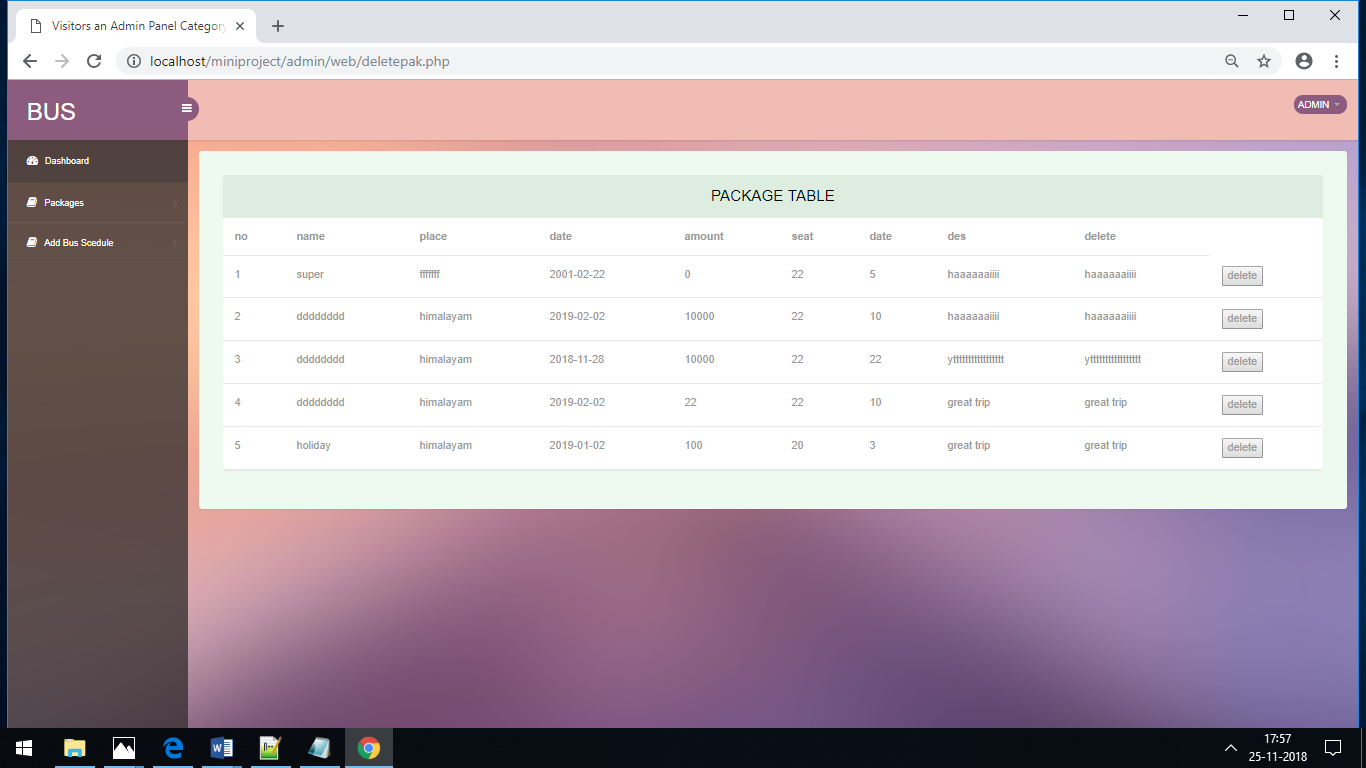 Visitors an Admin Panel Category
localhost/miniproject/admin/web/deletepak.php
BUS
ADMIN
Dashboard
Packages
Add Bus Scedule
PACKAGE TABLE
no name place date amount seat date des delete
1 super fffffff 2001-02-22 0 22 5 haaaaaaiiii haaaaaaiiii delete
2 dddddddd himalayam 2019-02-02 10000 22 10 haaaaaaiiii haaaaaaiiii delete
3 dddddddd himalayam 2018-11-28 10000 22 22 yttttttttttttttttt yttttttttttttttttt delete
4 dddddddd himalayam 2019-02-02 22 22 10 great trip great trip delete
5 holiday himalayam 2019-01-02 100 20 3 great trip great trip delete
17:57
25-11-2018